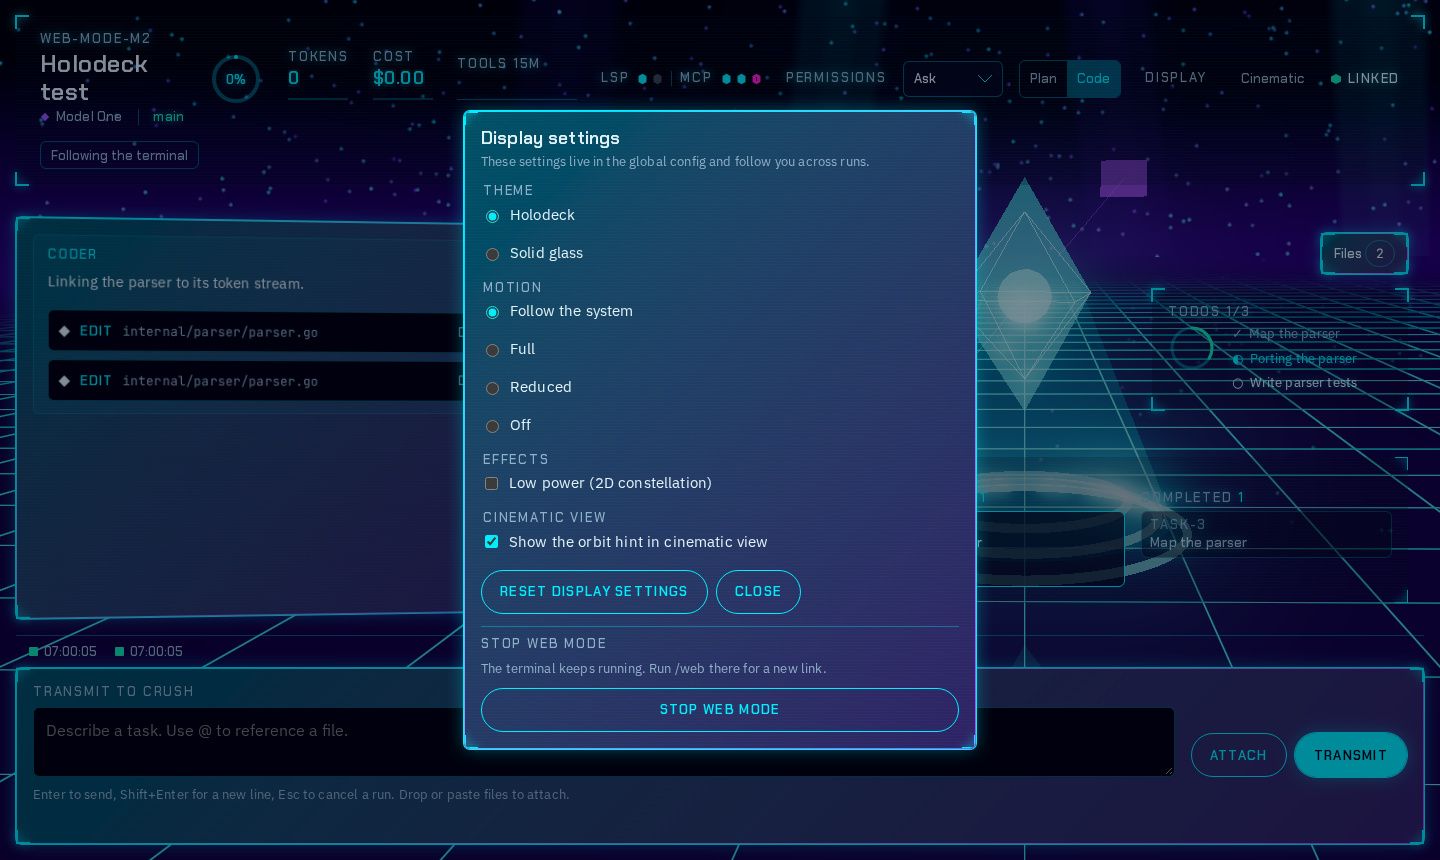 WEB-MODE-M2
Holodeck
test
Model One
main
Following the terminal
0%
TOKENS
0
COST
$0.00
TOOLS 15M
LSP
MCP
PERMISSIONS
Ask
Plan
Code
DISPLAY
Cinematic
LINKED
CODER
Linking the parser to its token stream.
EDIT internal/parser/parser.go
EDIT internal/parser/parser.go
Display settings
These settings live in the global config and follow you across runs.
THEME
Holodeck
Solid glass
MOTION
Follow the system
Full
Reduced
Off
EFFECTS
Low power (2D constellation)
CINEMATIC VIEW
Show the orbit hint in cinematic view
RESET DISPLAY SETTINGS
CLOSE
STOP WEB MODE
The terminal keeps running. Run /web there for a new link.
STOP WEB MODE
Files 2
TODOS 1/3
✓ Map the parser
Porting the parser
Write parser tests
COMPLETED 1
TASK-3
Map the parser
07:00:05
07:00:05
TRANSMIT TO CRUSH
Describe a task. Use @ to reference a file.
ATTACH
TRANSMIT
Enter to send, Shift+Enter for a new line, Esc to cancel a run. Drop or paste files to attach.